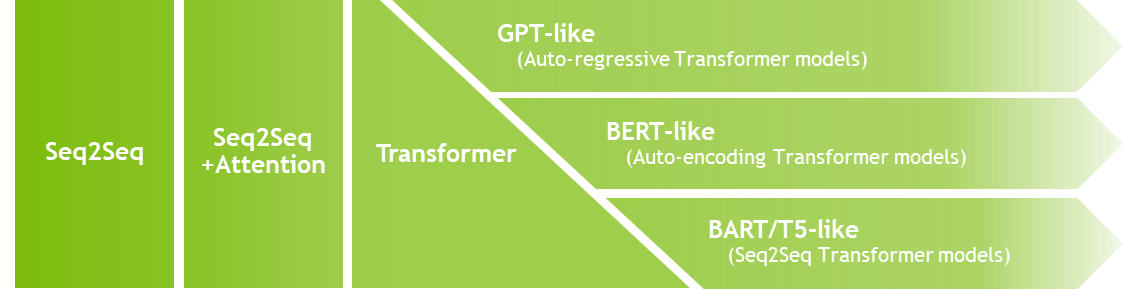 Seq2Seq
Seq2Seq
+Attention
Transformer
GPT-like
(Auto-regressive Transformer models)
BERT-like
(Auto-encoding Transformer models)
BART/T5-like
(Seq2Seq Transformer models)